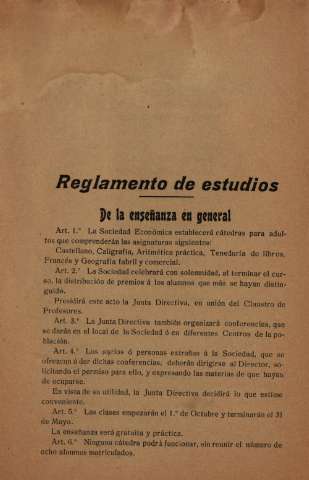 Reglamento de estudios
De la enseñanza en general
Art. 1.º La Sociedad Económica establecerá cátedras para adul-
tos que comprenderán las asignaturas siguientes:
Castellano, Caligrafía, Aritmética práctica, Teneduría de libros,
Francés y Geografía fabril y comercial.
Art. 2.º La Sociedad celebrará con solemnidad, al terminar el cur-
so, la distribución de premios á los alumnos que más se hayan distin-
guido.
Presidirá este acto la Junta Directiva, en unión del Claustro de
Profesores.
Art. 3.º La Junta Directiva también organizará conferencias, que
se darán en el local de la Sociedad ó en diferentes Centros de la po-
blación.
Art. 4.º Los socios ó personas extrañas á la Sociedad, que se
ofrezcan á dar dichas conferencias, deberán dirigirse al Director, so-
licitando el permiso para ello, y expresando las materias de que hayan
de ocuparse.
En vista de su utilidad, la Junta Directiva decidirá lo que estime
conveniente.
Art. 5.º Las clases empezarán el 1.º de Octubre y terminarán el 31
de Mayo.
La enseñanza será gratuita y práctica.
Art. 6.º Ninguna cátedra podrá funcionar, sin reunir el número de
ocho alumnos matriculados.